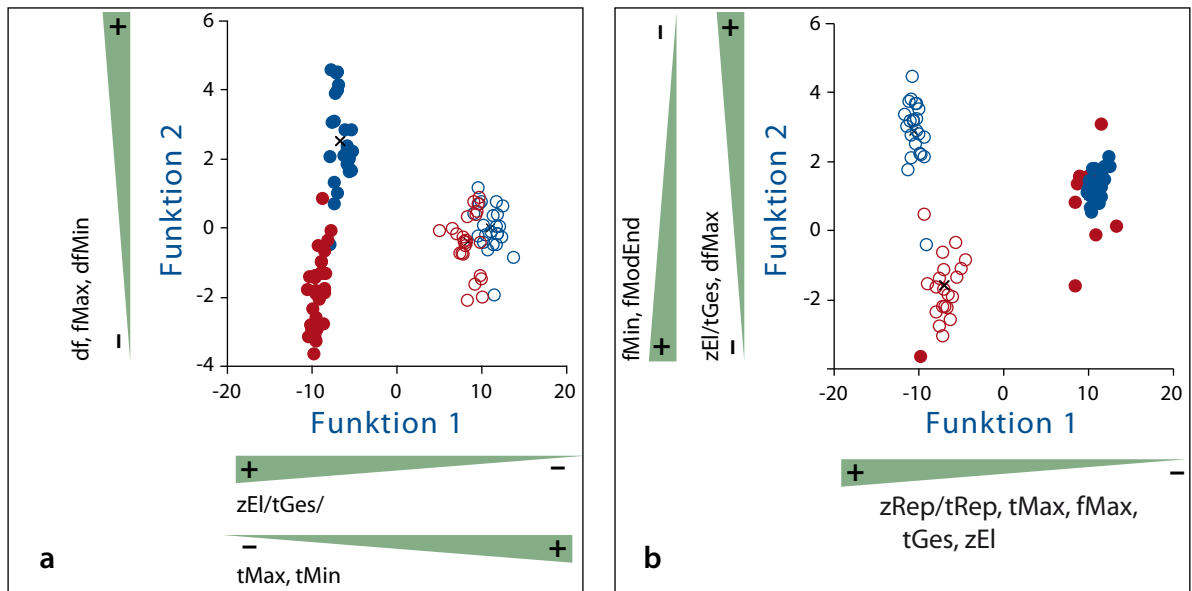 +
–
df, fMax, dfMin
Funktion 2
6
4
2
0
-2
-4
-20
-10
0
10
20
Funktion 1
+
–
zEl/tGes/
–
+
tMax, tMin
a
–
+
fMin, fModEnd
+
–
zEl/tGes, dfMax
Funktion 2
6
4
2
0
-2
-20
-10
0
10
20
Funktion 1
+
–
zRep/tRep, tMax, fMax,
tGes, zEl
b